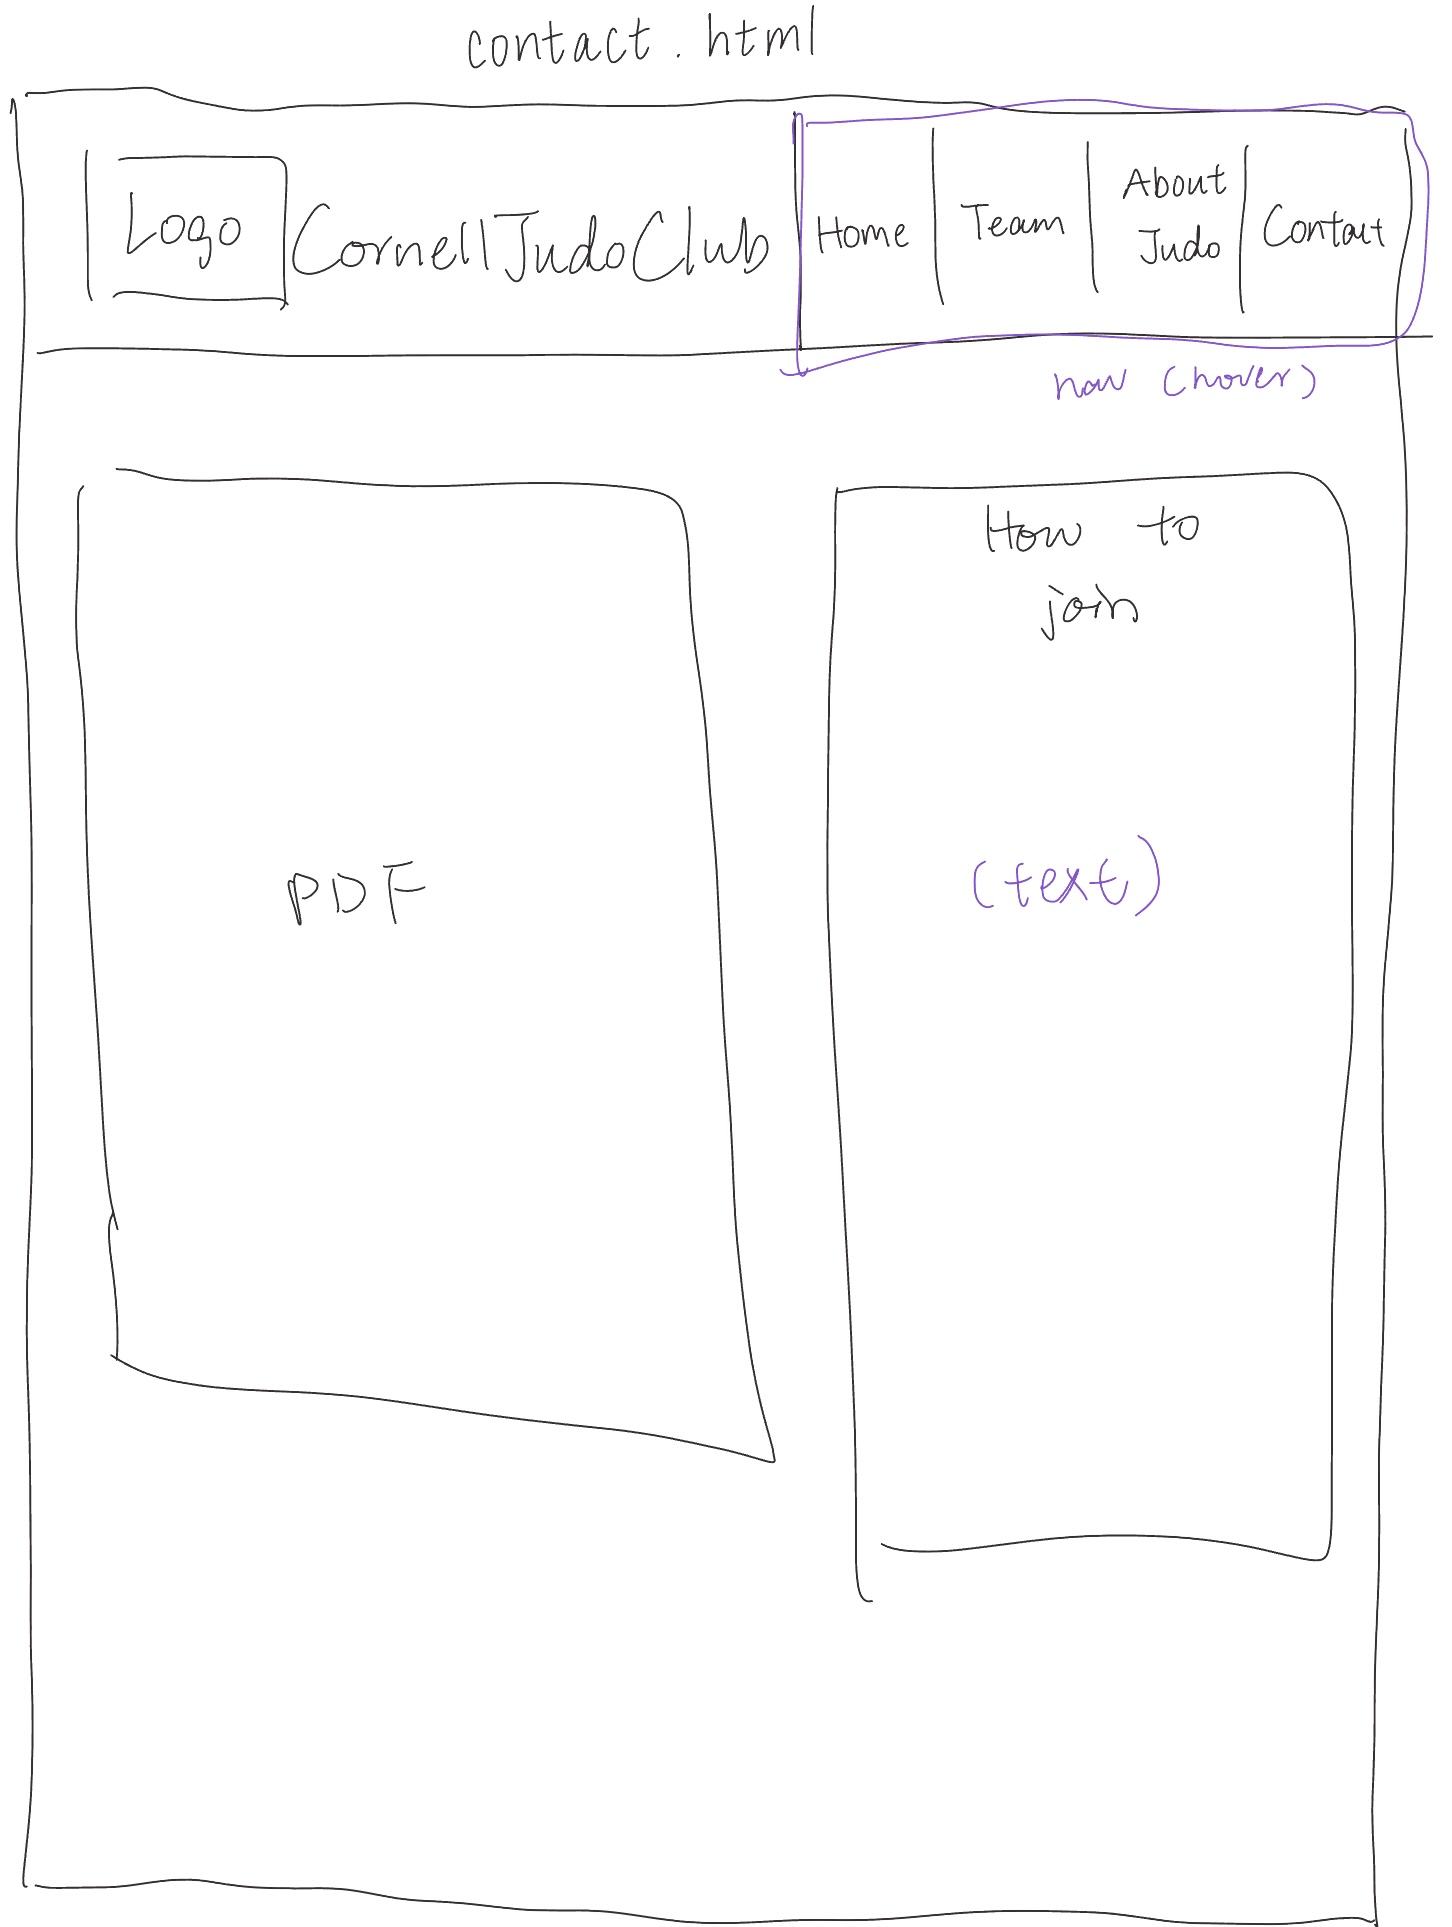 contact.html
Logo
CornellJudoClub
Home
Team
About
Judo
Contact
nav (hover)
How to
join
PDF
(text)